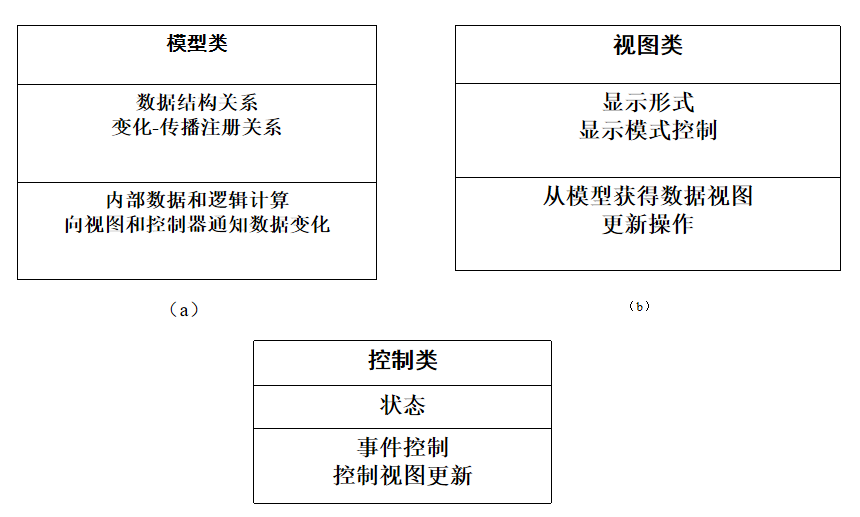 模型类
数据结构关系
变化-传播注册关系
内部数据和逻辑计算
向视图和控制器通知数据变化
（a）
视图类
显示形式
显示模式控制
从模型获得数据视图
更新操作
（b）
控制类
状态
事件控制
控制视图更新